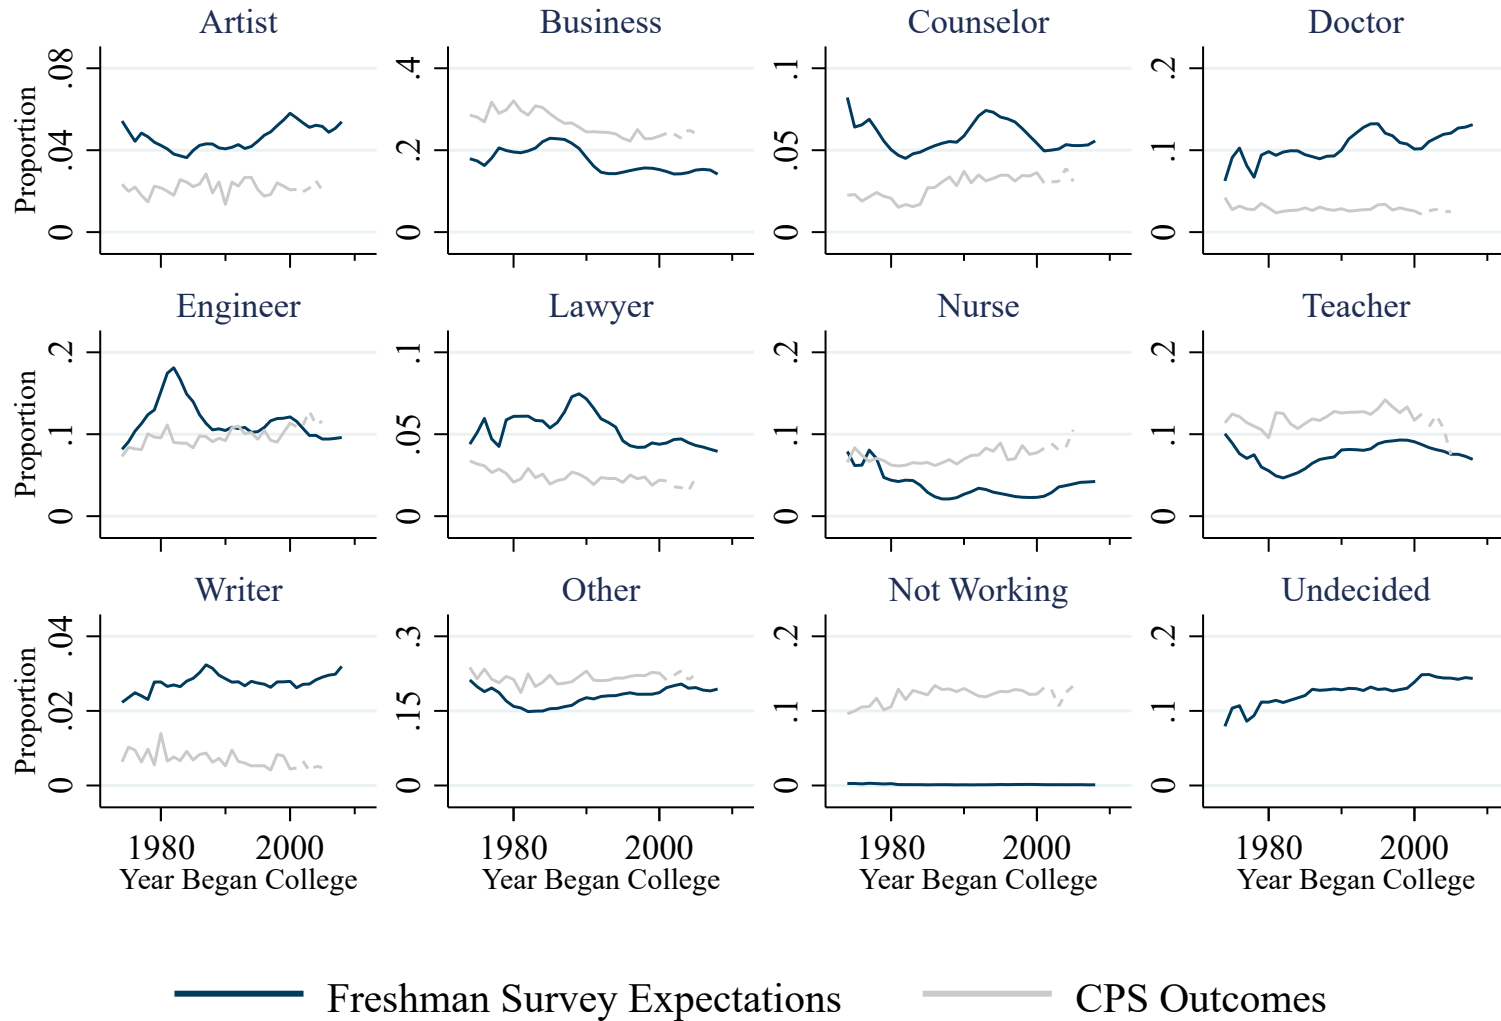 Artist Business Counselor Doctor
Proportion
0 .04 .08
0 .2 .4
0 .05 .1
0 .1 .2
Engineer Lawyer Nurse Teacher
Proportion
0 .1 .2
0 .05 .1
0 .1 .2
0 .1 .2
Writer Other Not Working Undecided
Proportion
0 .02 .04
0 .15 .3
0 .1 .2
0 .1 .2
1980 2000 1980 2000 1980 2000 1980 2000
Year Began College Year Began College Year Began College Year Began College
Freshman Survey Expectations CPS Outcomes